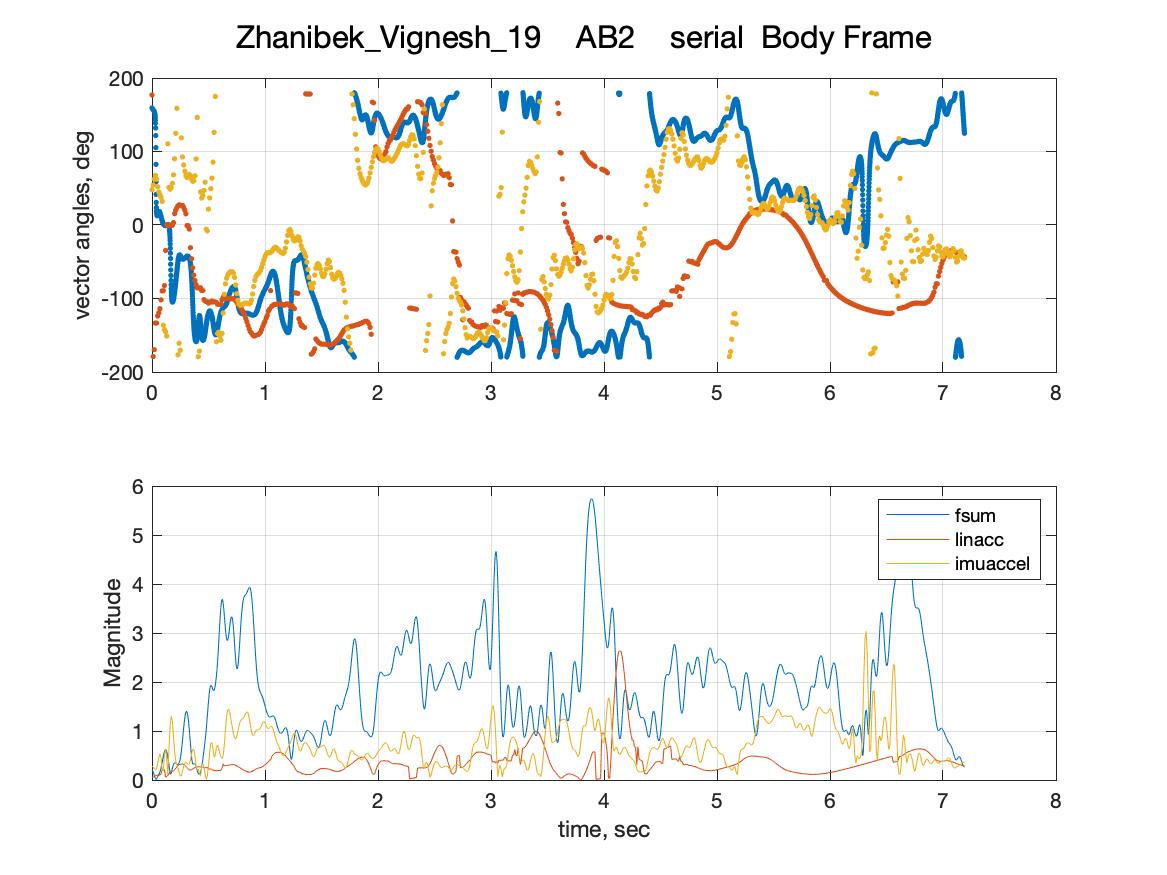 Zhanibek_Vignesh_19 AB2 serial Body Frame
vector angles, deg
200
100
0
-100
-200
0 1 2 3 4 5 6 7 8
Magnitude
6
5
4
3
2
1
0
fsum
linacc
imuaccel
0 1 2 3 4 5 6 7 8
time, sec